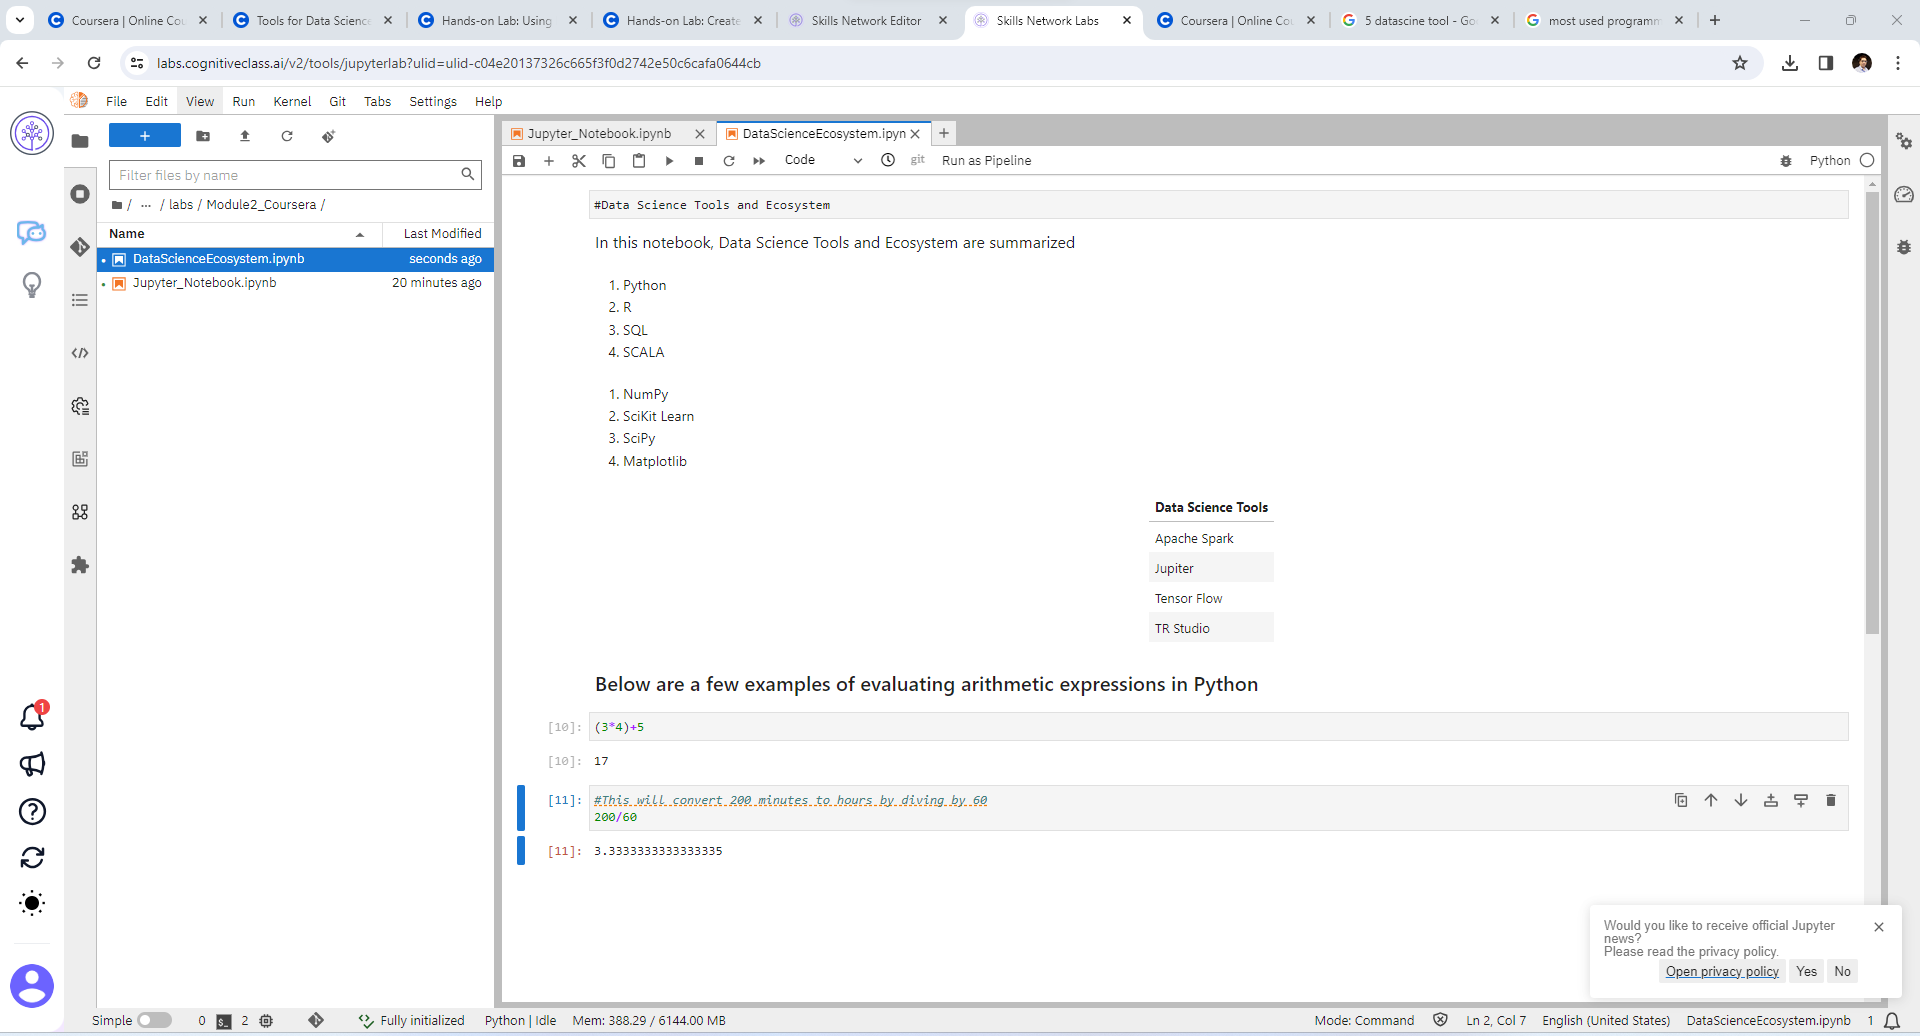 Coursera | Online Cou
Tools for Data Science
Hands-on Lab: Using
Hands-on Lab: Create
Skills Network Editor
Skills Network Labs
Coursera | Online Cou
5 datascine tool - Go
most used programm
labs.cognitiveclass.ai/v2/tools/jupyterlab?ulid=ulid-c04e20137326c665f3f0d2742e50c6cafa0644cb
File Edit View Run Kernel Git Tabs Settings Help
+
Filter files by name
/ ··· / labs / Module2_Coursera /
Name Last Modified
DataScienceEcosystem.ipynb seconds ago
Jupyter_Notebook.ipynb 20 minutes ago
Jupyter_Notebook.ipynb
DataScienceEcosystem.ipyn
Code git Run as Pipeline Python
#Data Science Tools and Ecosystem
In this notebook, Data Science Tools and Ecosystem are summarized
1. Python
2. R
3. SQL
4. SCALA
1. NumPy
2. SciKit Learn
3. SciPy
4. Matplotlib
Data Science Tools
Apache Spark
Jupiter
Tensor Flow
TR Studio
Below are a few examples of evaluating arithmetic expressions in Python
[10]: (3*4)+5
[10]: 17
[11]: #This will convert 200 minutes to hours by diving by 60
200/60
[11]: 3.3333333333333335
1
Would you like to receive official Jupyter
news?
Please read the privacy policy.
Open privacy policy Yes No
Simple 0 $_ 2 Fully initialized Python | Idle Mem: 388.29 / 6144.00 MB Mode: Command Ln 2, Col 7 English (United States) DataScienceEcosystem.ipynb 1